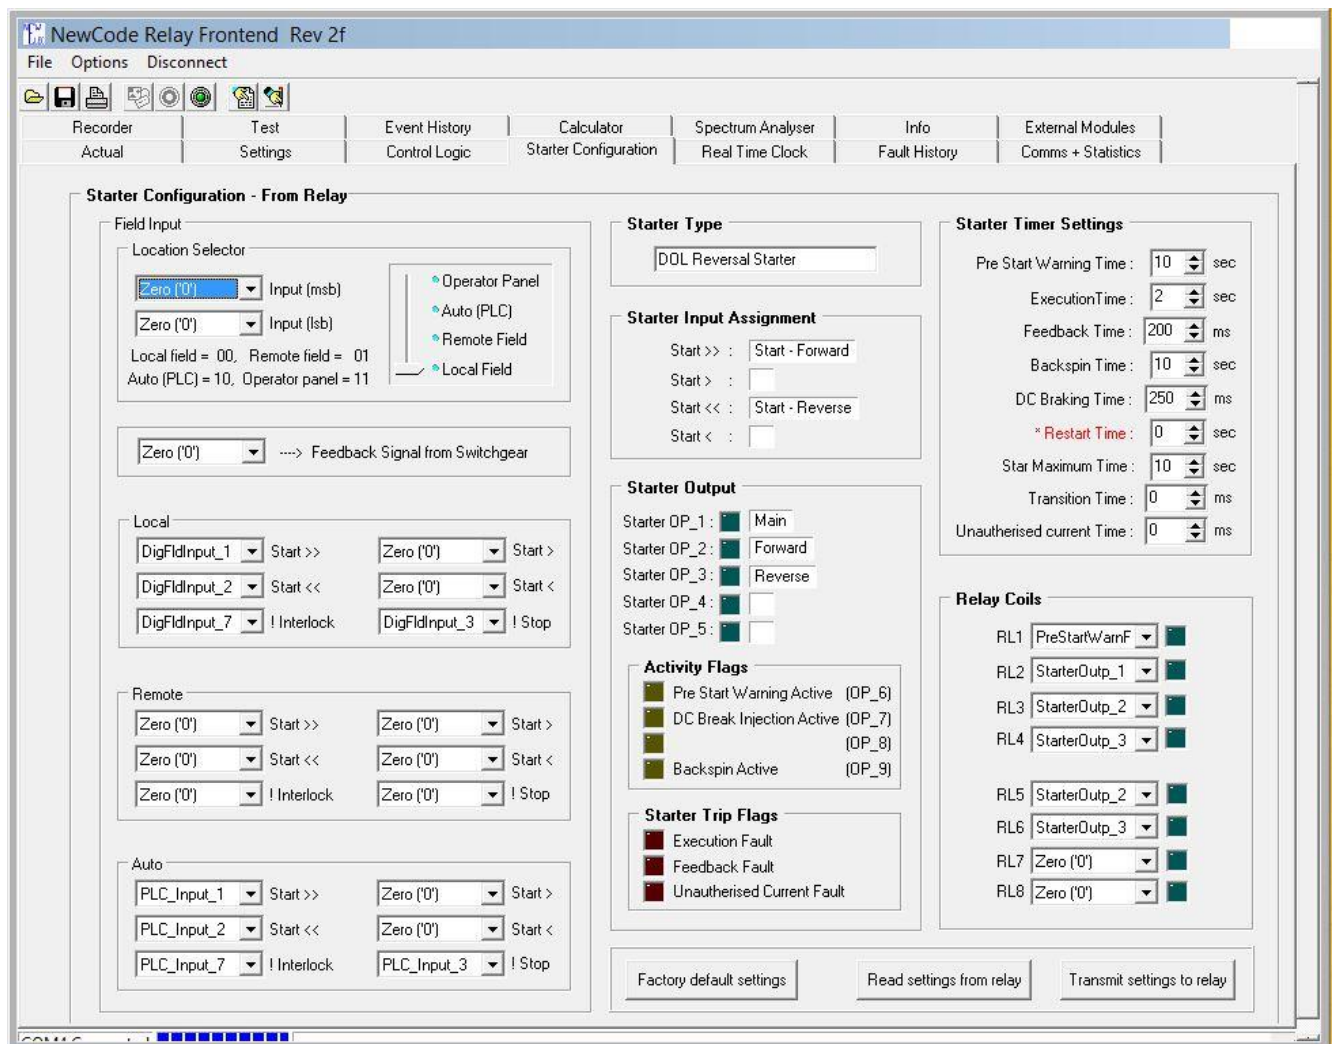 NewCode Relay Frontend Rev 2f
File Options Disconnect
Recorder Test Event History Calculator Spectrum Analyser Info External Modules
Actual Settings Control Logic Starter Configuration Real Time Clock Fault History Comms + Statistics
Starter Configuration - From Relay
Field Input
Location Selector
Zero ('0') Input (msb)
Zero ('0') Input (lsb)
Local field = 00, Remote field = 01
Auto (PLC) = 10, Operator panel = 11
Operator Panel
Auto (PLC)
Remote Field
Local Field
Zero ('0') ----> Feedback Signal from Switchgear
Local
DigFldInput_1 Start >> Zero ('0') Start >
DigFldInput_2 Start << Zero ('0') Start <
DigFldInput_7 ! Interlock DigFldInput_3 ! Stop
Remote
Zero ('0') Start >> Zero ('0') Start >
Zero ('0') Start << Zero ('0') Start <
Zero ('0') ! Interlock Zero ('0') ! Stop
Auto
PLC_Input_1 Start >> Zero ('0') Start >
PLC_Input_2 Start << Zero ('0') Start <
PLC_Input_7 ! Interlock PLC_Input_3 ! Stop
Starter Type
DOL Reversal Starter
Starter Input Assignment
Start >> : Start - Forward
Start > :
Start << : Start - Reverse
Start < :
Starter Output
Starter OP_1 : Main
Starter OP_2 : Forward
Starter OP_3 : Reverse
Starter OP_4 :
Starter OP_5 :
Activity Flags
Pre Start Warning Active (OP_6)
DC Break Injection Active (OP_7)
(OP_8)
Backspin Active (OP_9)
Starter Trip Flags
Execution Fault
Feedback Fault
Unautherised Current Fault
Starter Timer Settings
Pre Start Warning Time : 10 sec
ExecutionTime : 2 sec
Feedback Time : 200 ms
Backspin Time : 10 sec
DC Braking Time : 250 ms
* Restart Time : 0 sec
Star Maximum Time : 10 sec
Transition Time : 0 ms
Unautherised current Time : 0 ms
Relay Coils
RL1 PreStartWarnF
RL2 StarterOutp_1
RL3 StarterOutp_2
RL4 StarterOutp_3
RL5 StarterOutp_2
RL6 StarterOutp_3
RL7 Zero ('0')
RL8 Zero ('0')
Factory default settings Read settings from relay Transmit settings to relay